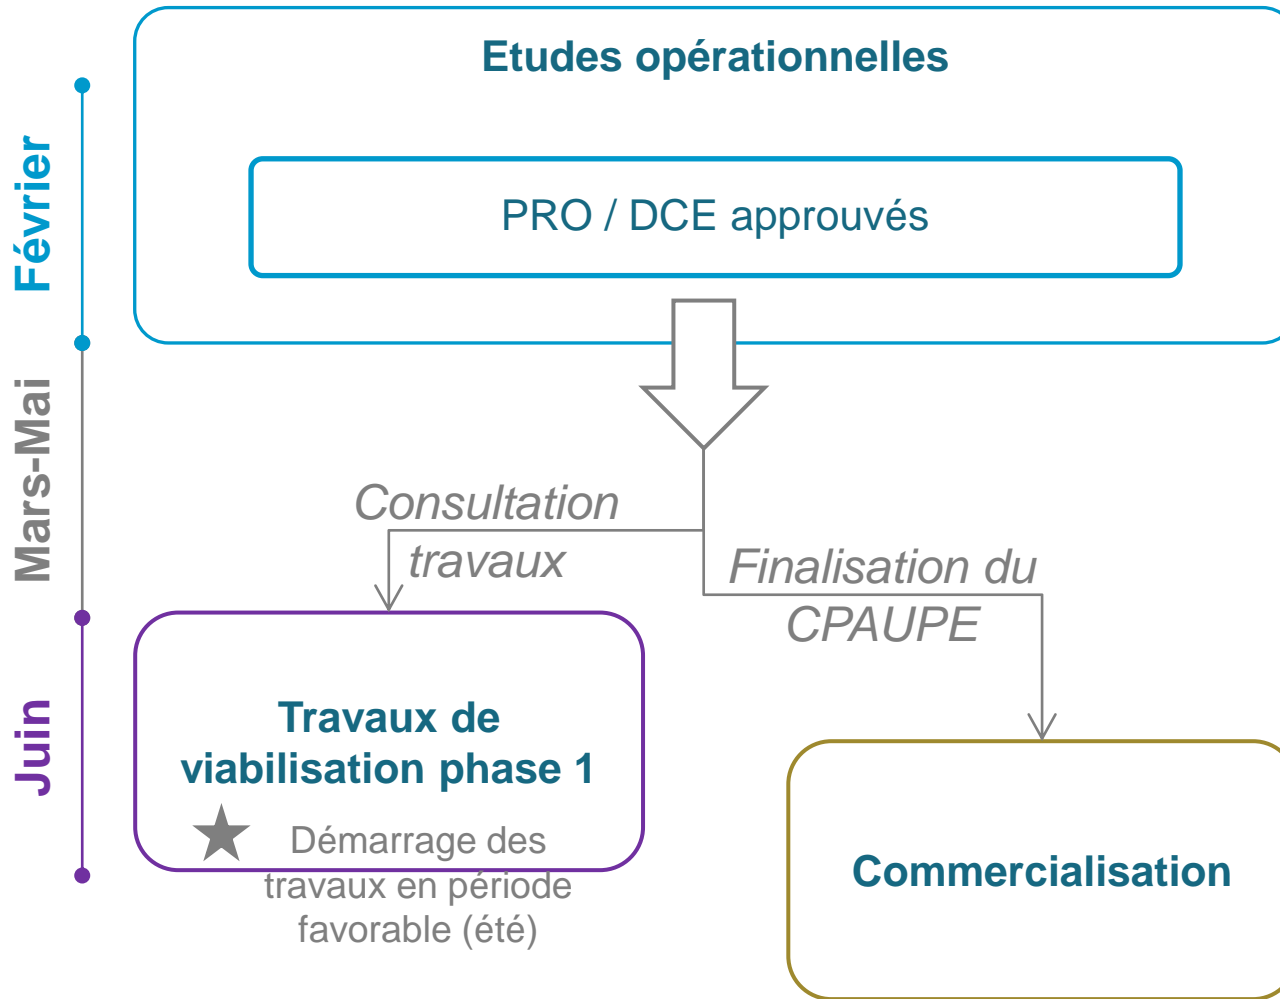 Etudes opérationnelles
Février
PRO / DCE approuvés
Mars-Mai
Consultation
travaux
Finalisation du
CPAUPE
Juin
Travaux de
viabilisation phase 1
Démarrage des
travaux en période
favorable (été)
Commercialisation